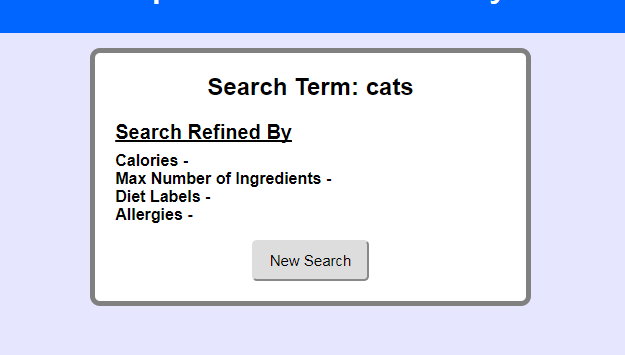 Search Term: cats
Search Refined By
Calories -
Max Number of Ingredients -
Diet Labels -
Allergies -
New Search